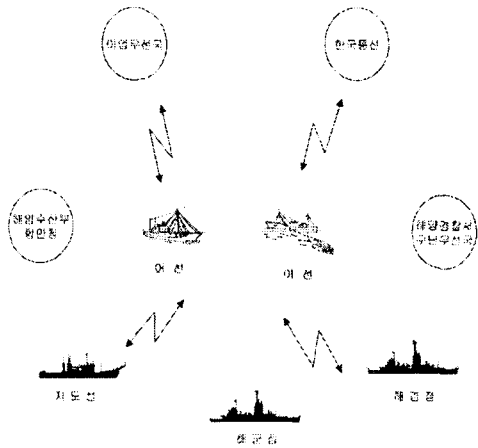 어업무선국
한국통신
해양수산부
항만청
해양경찰서
구난무선국
어 선
어 선
지 도 선
해 군 함
해 경 정